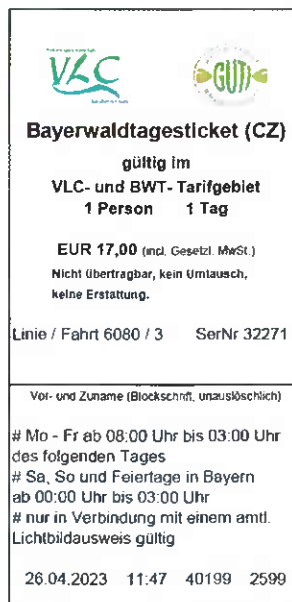 VLC
GUTi
Bayerwaldtagesticket (CZ)
gültig im
VLC- und BWT- Tarifgebiet
1 Person 1 Tag
EUR 17,00 (incl. Gesetzl. MwSt.)
Nicht übertragbar, kein Umtausch,
keine Erstattung.
Linie / Fahrt 6080 / 3 SerNr 32271
Vor- und Zuname (Blockschrift, unauslöschlich)
# Mo - Fr ab 08:00 Uhr bis 03:00 Uhr
des folgenden Tages
# Sa, So und Feiertage in Bayern
ab 00:00 Uhr bis 03:00 Uhr
# nur in Verbindung mit einem amtl.
Lichtbildausweis gültig
26.04.2023 11:47 40199 2599